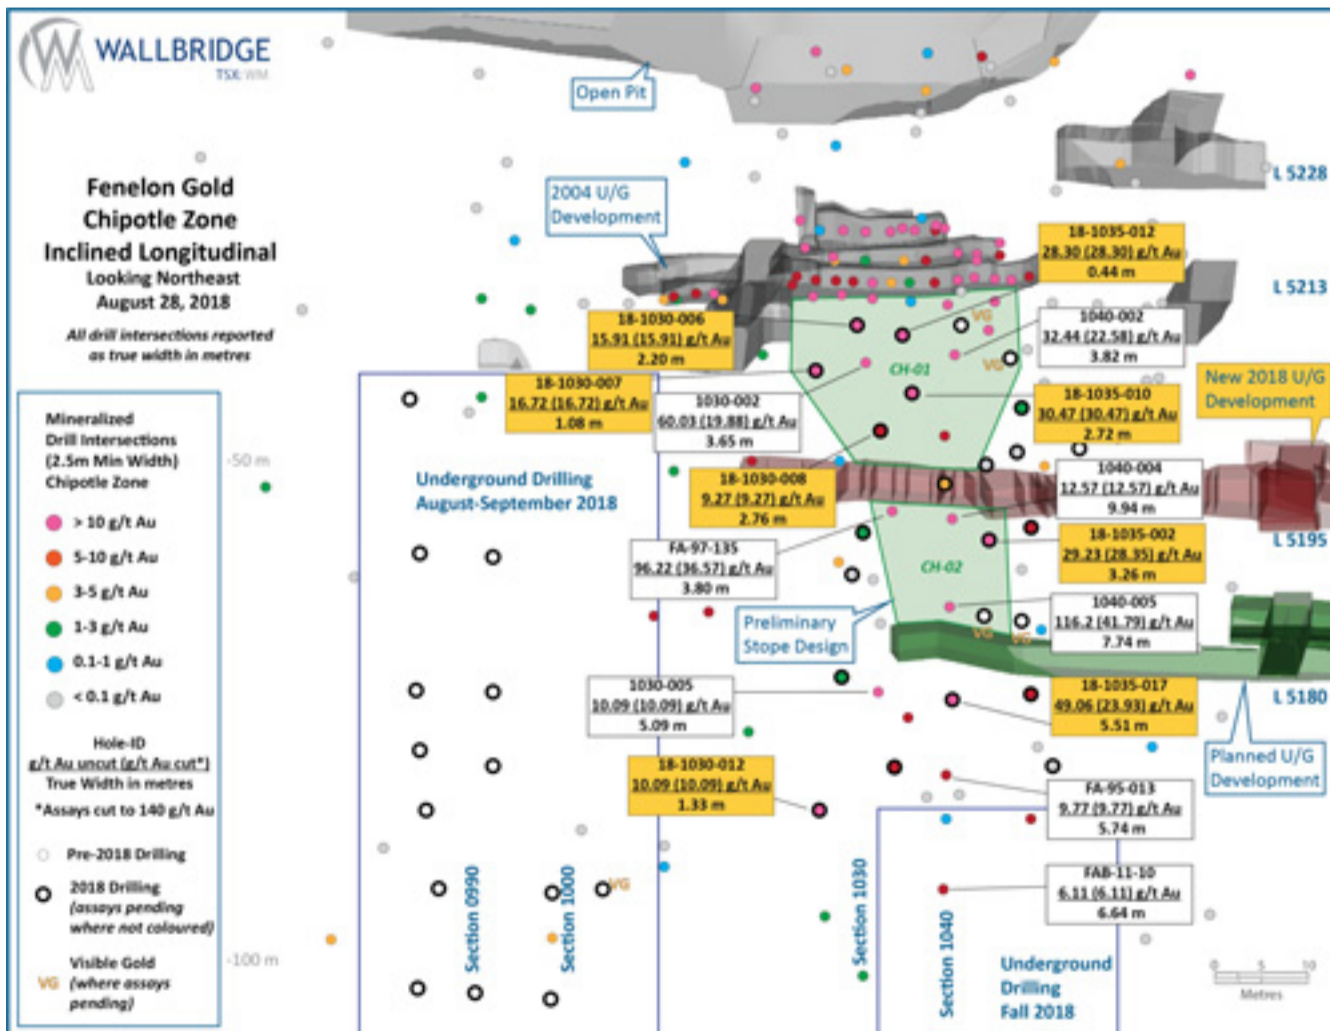 WALLBRIDGE
TSX: WM
Fenelon Gold
Chipotle Zone
Inclined Longitudinal
Looking Northeast
August 28, 2018
All drill intersections reported
as true width in metres
Mineralized
Drill Intersections
(2.5m Min Width)
Chipotle Zone
> 10 g/t Au
5-10 g/t Au
3-5 g/t Au
1-3 g/t Au
0.1-1 g/t Au
< 0.1 g/t Au
Hole-ID
g/t Au uncut (g/t Au cut*)
True Width in metres
*Assays cut to 140 g/t Au
Pre-2018 Drilling
2018 Drilling
(assays pending
where not coloured)
Visible Gold
VG (where assays
pending)
Open Pit
2004 U/G
Development
L 5228
L 5213
18-1035-012
28.30 (28.30) g/t Au
0.44 m
18-1030-006
15.91 (15.91) g/t Au
2.20 m
VG
1040-002
32.44 (22.58) g/t Au
3.82 m
VG
CH-01
18-1030-007
16.72 (16.72) g/t Au
1.08 m
1030-002
60.03 (19.88) g/t Au
3.65 m
18-1035-010
30.47 (30.47) g/t Au
2.72 m
New 2018 U/G
Development
-50 m
Underground Drilling
August-September 2018
18-1030-008
9.27 (9.27) g/t Au
2.76 m
1040-004
12.57 (12.57) g/t Au
9.94 m
L 5195
FA-97-135
96.22 (36.57) g/t Au
3.80 m
18-1035-002
29.23 (28.35) g/t Au
3.26 m
CH-02
Preliminary
Stope Design
1040-005
116.2 (41.79) g/t Au
7.74 m
VG
VG
1030-005
10.09 (10.09) g/t Au
5.09 m
18-1035-017
49.06 (23.93) g/t Au
5.51 m
L 5180
Planned U/G
Development
18-1030-012
10.09 (10.09) g/t Au
1.33 m
FA-95-013
9.77 (9.77) g/t Au
5.74 m
FAB-11-10
6.11 (6.11) g/t Au
6.64 m
VG
Section 0990
Section 1000
Section 1030
Section 1040
-100 m
Underground
Drilling
Fall 2018
0 5 10
Metres